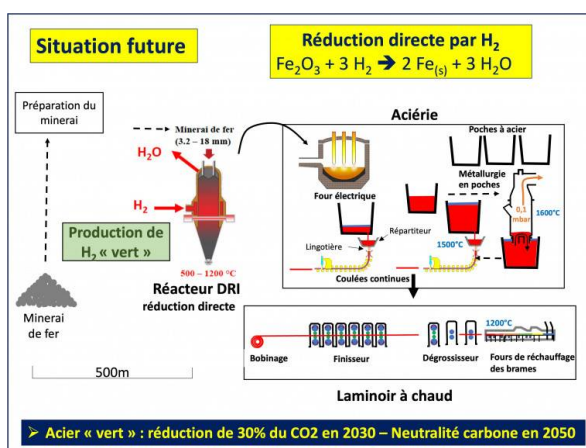 Situation future
Réduction directe par H₂
Fe₂O₃ + 3 H₂ ➔ 2 Fe₍ₛ₎ + 3 H₂O
Préparation du
minerai
Minerai de fer
(3.2 – 18 mm)
H₂O
H₂
Production de
H₂ « vert »
500 – 1200 °C
Réacteur DRI
réduction directe
Minerai
de fer
500m
Aciérie
Poches à acier
Four électrique
Métallurgie
en poches
0,1
mbar
1600°C
Répartiteur
Lingotière
1500°C
Coulées continues
1200°C
Bobinage
Finisseur
Dégrossisseur
Fours de réchauffage
des brames
Laminoir à chaud
➢ Acier « vert » : réduction de 30% du CO2 en 2030 – Neutralité carbone en 2050